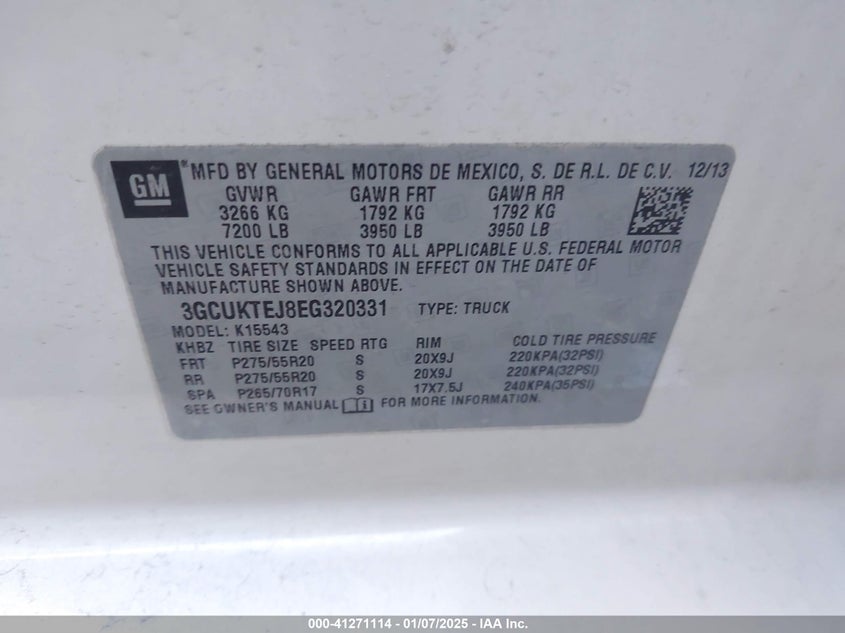 GM ® MFD BY GENERAL MOTORS DE MEXICO, S. DE R.L. DE C.V. 12/13
GVWR GAWR FRT GAWR RR
3266 KG 1792 KG 1792 KG
7200 LB 3950 LB 3950 LB
THIS VEHICLE CONFORMS TO ALL APPLICABLE U.S. FEDERAL MOTOR
VEHICLE SAFETY STANDARDS IN EFFECT ON THE DATE OF
MANUFACTURE SHOWN ABOVE.
3GCUKTEJ8EG320331 TYPE: TRUCK
MODEL: K15543
KHBZ TIRE SIZE SPEED RTG RIM COLD TIRE PRESSURE
FRT P275/55R20 S 20X9J 220KPA(32PSI)
RR P275/55R20 S 20X9J 220KPA(32PSI)
SPA P265/70R17 S 17X7.5J 240KPA(35PSI)
SEE OWNER'S MANUAL i FOR MORE INFORMATION.
000-41271114 - 01/07/2025 - IAA Inc.